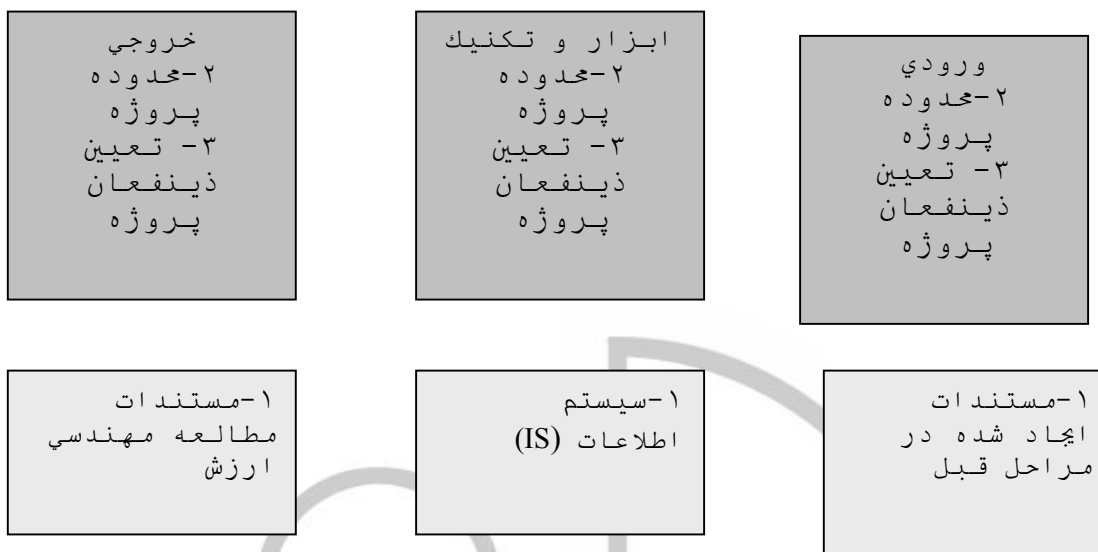 ورودي
۲-محدوده
پروژه
۳- تعيين
ذينفعان
پروژه
ابزار و تكنيك
۲-محدوده
پروژه
۳- تعيين
ذينفعان
پروژه
خروجي
۲-محدوده
پروژه
۳- تعيين
ذينفعان
پروژه
۱-مستندات
ايجاد شده در
مراحل قبل
۱-سيستم
اطلاعات (IS)
۱-مستندات
مطالعه مهندسي
ارزش